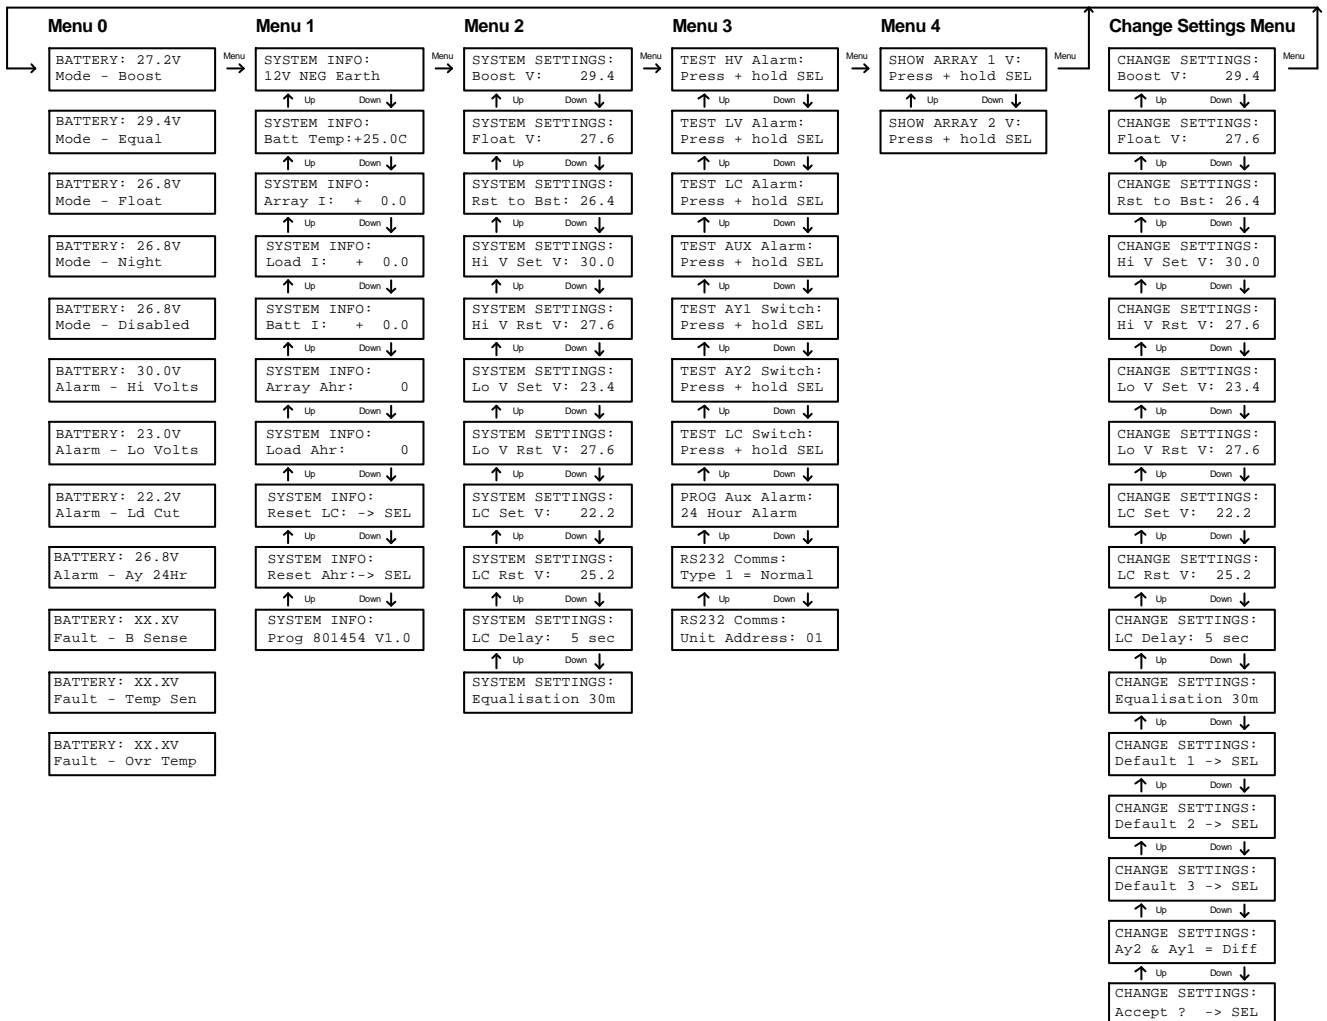 Menu 0
BATTERY: 27.2V
Mode - Boost
BATTERY: 29.4V
Mode - Equal
BATTERY: 26.8V
Mode - Float
BATTERY: 26.8V
Mode - Night
BATTERY: 26.8V
Mode - Disabled
BATTERY: 30.0V
Alarm - Hi Volts
BATTERY: 23.0V
Alarm - Lo Volts
BATTERY: 22.2V
Alarm - Ld Cut
BATTERY: 26.8V
Alarm - Ay 24Hr
BATTERY: XX.XV
Fault - B Sense
BATTERY: XX.XV
Fault - Temp Sen
BATTERY: XX.XV
Fault - Ovr Temp
Menu
Menu 1
SYSTEM INFO:
12V NEG Earth
Up Down
SYSTEM INFO:
Batt Temp:+25.0C
Up Down
SYSTEM INFO:
Array I: + 0.0
Up Down
SYSTEM INFO:
Load I: + 0.0
Up Down
SYSTEM INFO:
Batt I: + 0.0
Up Down
SYSTEM INFO:
Array Ahr: 0
Up Down
SYSTEM INFO:
Load Ahr: 0
Up Down
SYSTEM INFO:
Reset LC: -> SEL
Up Down
SYSTEM INFO:
Reset Ahr:-> SEL
Up Down
SYSTEM INFO:
Prog 801454 V1.0
Menu
Menu 2
SYSTEM SETTINGS:
Boost V: 29.4
Up Down
SYSTEM SETTINGS:
Float V: 27.6
Up Down
SYSTEM SETTINGS:
Rst to Bst: 26.4
Up Down
SYSTEM SETTINGS:
Hi V Set V: 30.0
Up Down
SYSTEM SETTINGS:
Hi V Rst V: 27.6
Up Down
SYSTEM SETTINGS:
Lo V Set V: 23.4
Up Down
SYSTEM SETTINGS:
Lo V Rst V: 27.6
Up Down
SYSTEM SETTINGS:
LC Set V: 22.2
Up Down
SYSTEM SETTINGS:
LC Rst V: 25.2
Up Down
SYSTEM SETTINGS:
LC Delay: 5 sec
Up Down
SYSTEM SETTINGS:
Equalisation 30m
Menu
Menu 3
TEST HV Alarm:
Press + hold SEL
Up Down
TEST LV Alarm:
Press + hold SEL
Up Down
TEST LC Alarm:
Press + hold SEL
Up Down
TEST AUX Alarm:
Press + hold SEL
Up Down
TEST AY1 Switch:
Press + hold SEL
Up Down
TEST AY2 Switch:
Press + hold SEL
Up Down
TEST LC Switch:
Press + hold SEL
Up Down
PROG Aux Alarm:
24 Hour Alarm
Up Down
RS232 Comms:
Type 1 = Normal
Up Down
RS232 Comms:
Unit Address: 01
Menu
Menu 4
SHOW ARRAY 1 V:
Press + hold SEL
Up Down
SHOW ARRAY 2 V:
Press + hold SEL
Menu
Change Settings Menu
CHANGE SETTINGS:
Boost V: 29.4
Up Down
CHANGE SETTINGS:
Float V: 27.6
Up Down
CHANGE SETTINGS:
Rst to Bst: 26.4
Up Down
CHANGE SETTINGS:
Hi V Set V: 30.0
Up Down
CHANGE SETTINGS:
Hi V Rst V: 27.6
Up Down
CHANGE SETTINGS:
Lo V Set V: 23.4
Up Down
CHANGE SETTINGS:
Lo V Rst V: 27.6
Up Down
CHANGE SETTINGS:
LC Set V: 22.2
Up Down
CHANGE SETTINGS:
LC Rst V: 25.2
Up Down
CHANGE SETTINGS:
LC Delay: 5 sec
Up Down
CHANGE SETTINGS:
Equalisation 30m
Up Down
CHANGE SETTINGS:
Default 1 -> SEL
Up Down
CHANGE SETTINGS:
Default 2 -> SEL
Up Down
CHANGE SETTINGS:
Default 3 -> SEL
Up Down
CHANGE SETTINGS:
Ay2 & Ay1 = Diff
Up Down
CHANGE SETTINGS:
Accept ? -> SEL
Menu